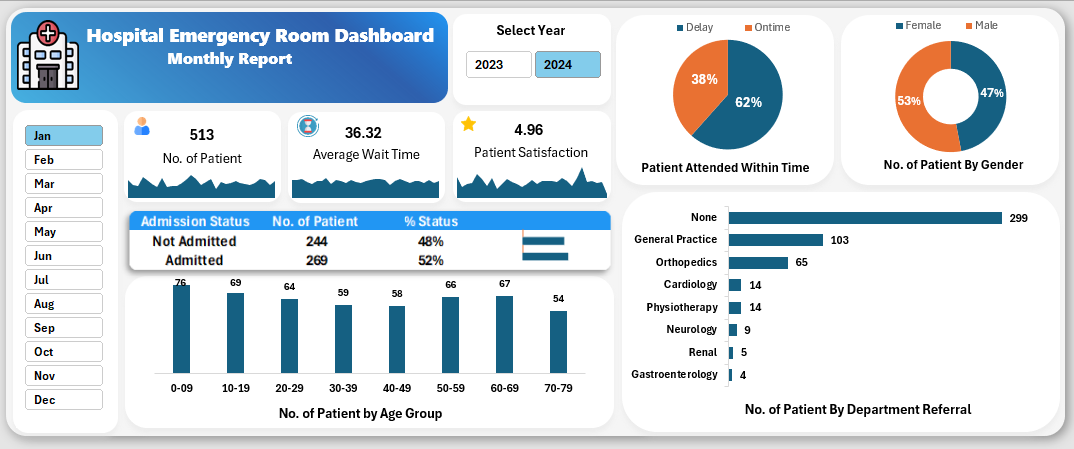 Hospital Emergency Room Dashboard
Monthly Report
Select Year
2023
2024
Jan
Feb
Mar
Apr
May
Jun
Jul
Aug
Sep
Oct
Nov
Dec
513
No. of Patient
36.32
Average Wait Time
4.96
Patient Satisfaction
Admission Status No. of Patient % Status
Not Admitted 244 48%
Admitted 269 52%
76 69 64 59 58 66 67 54
0-09 10-19 20-29 30-39 40-49 50-59 60-69 70-79
No. of Patient by Age Group
Delay Ontime
38%
62%
Patient Attended Within Time
Female Male
53% 47%
No. of Patient By Gender
None 299
General Practice 103
Orthopedics 65
Cardiology 14
Physiotherapy 14
Neurology 9
Renal 5
Gastroenterology 4
No. of Patient By Department Referral